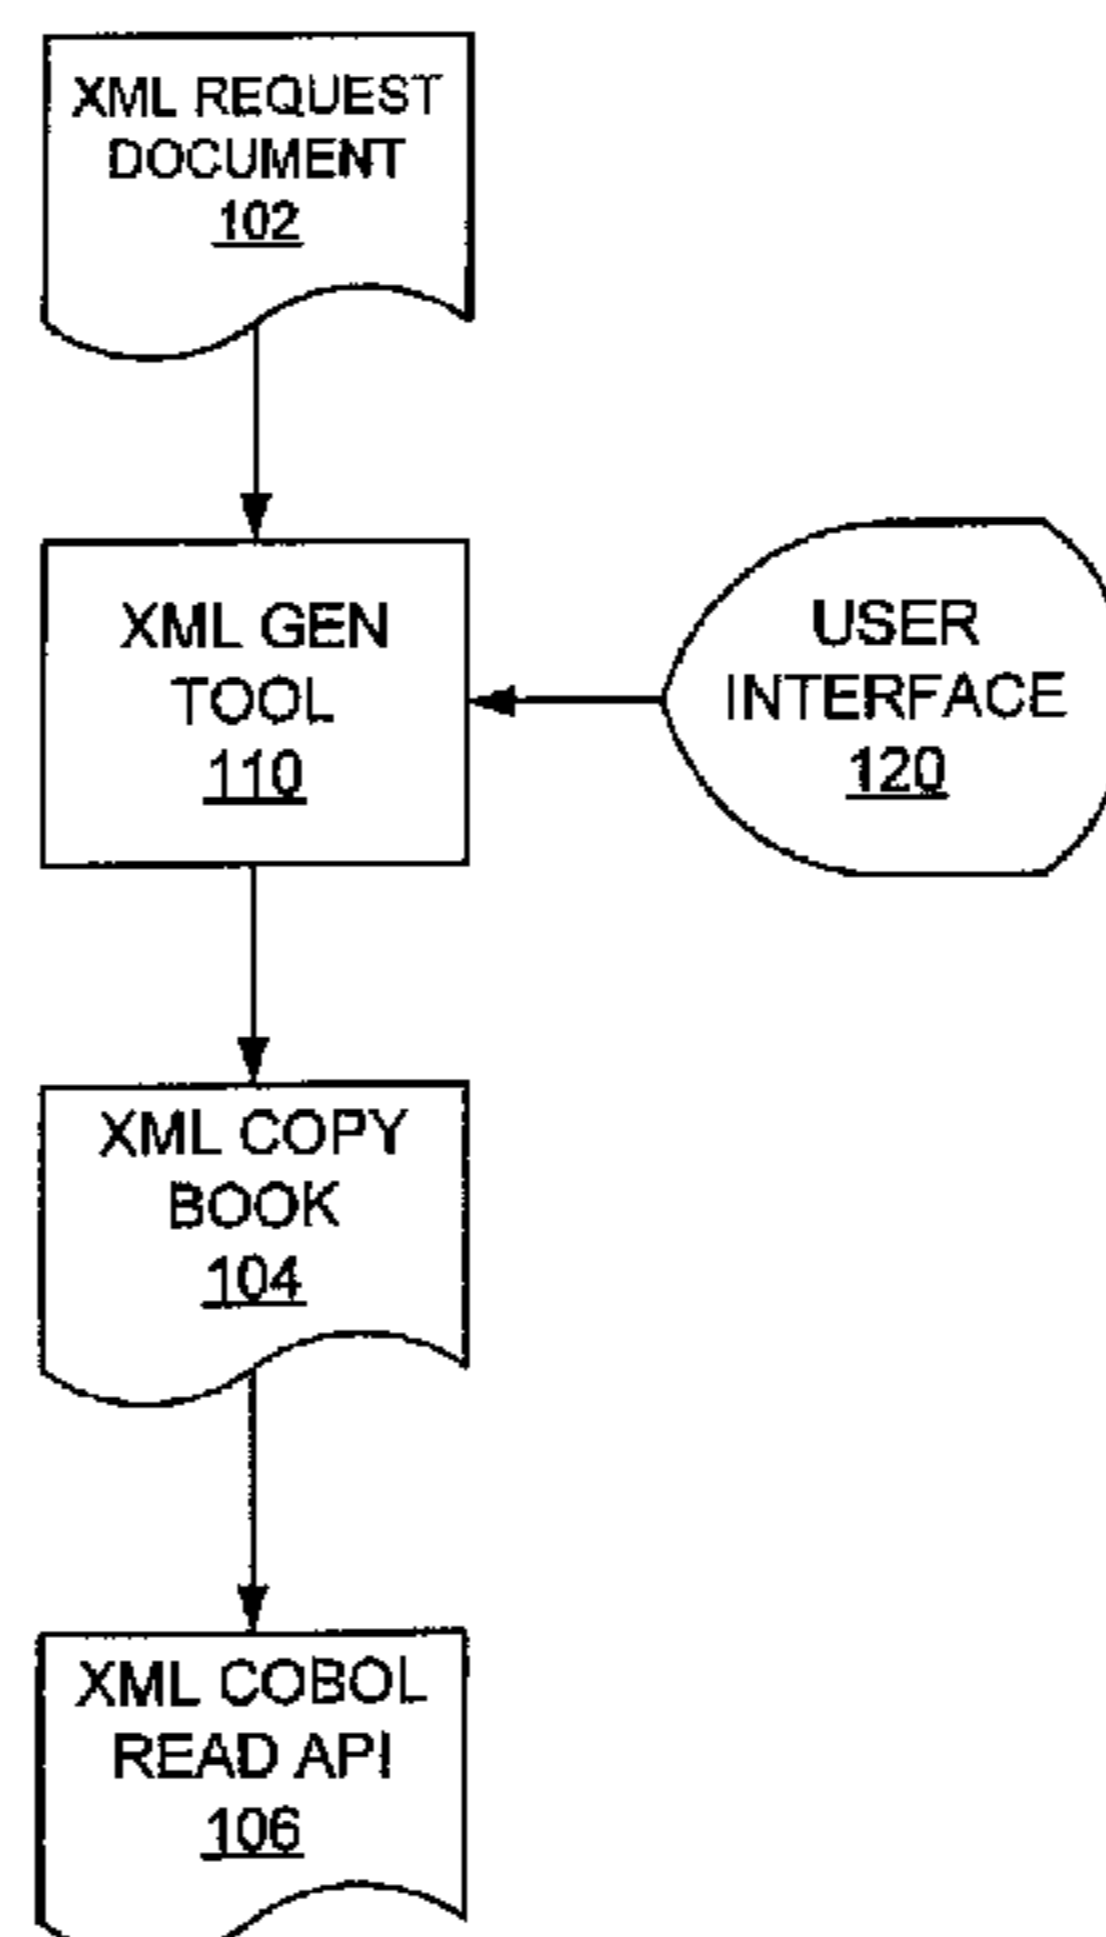 XML REQUEST
DOCUMENT
102
XML GEN
TOOL
110
USER
INTERFACE
120
XML COPY
BOOK
104
XML COBOL
READ API
106